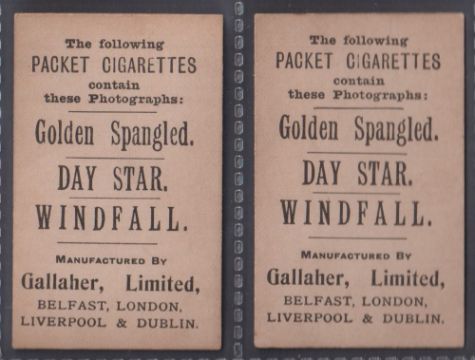 The following
PACKET CIGARETTES
contain
these Photographs:
Golden Spangled.
DAY STAR.
WINDFALL.
MANUFACTURED BY
Gallaher, Limited,
BELFAST, LONDON,
LIVERPOOL & DUBLIN.
The following
PACKET CIGARETTES
contain
these Photographs:
Golden Spangled.
DAY STAR.
WINDFALL.
MANUFACTURED BY
Gallaher, Limited,
BELFAST, LONDON,
LIVERPOOL & DUBLIN.